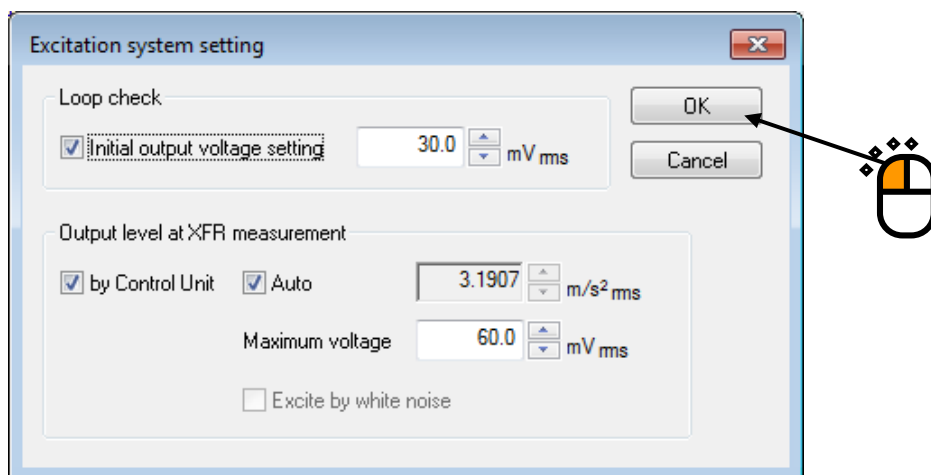 Excitation system setting
Loop check
OK
Initial output voltage setting 30.0 mV rms
Cancel
Output level at XFR measurement
by Control Unit Auto 3.1907 m/s² rms
Maximum voltage 60.0 mV rms
Excite by white noise